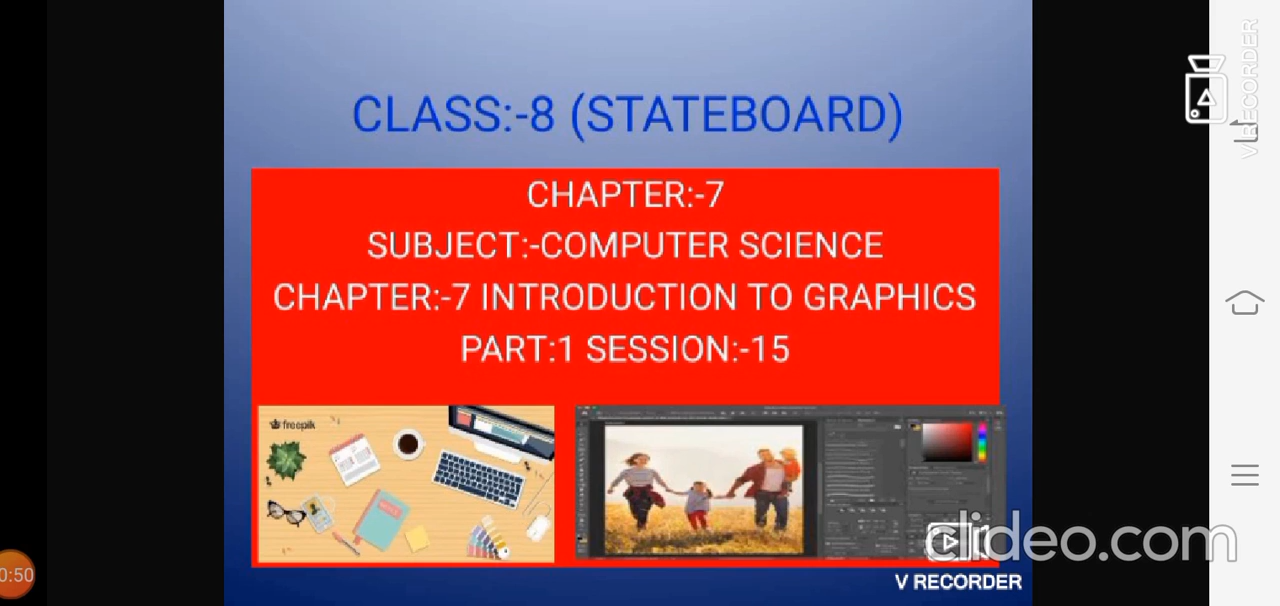 CLASS:-8 (STATEBOARD)
CHAPTER:-7
SUBJECT:-COMPUTER SCIENCE
CHAPTER:-7 INTRODUCTION TO GRAPHICS
PART:1 SESSION:-15
freepik
clideo.com
V RECORDER
V RECORDER
0:50